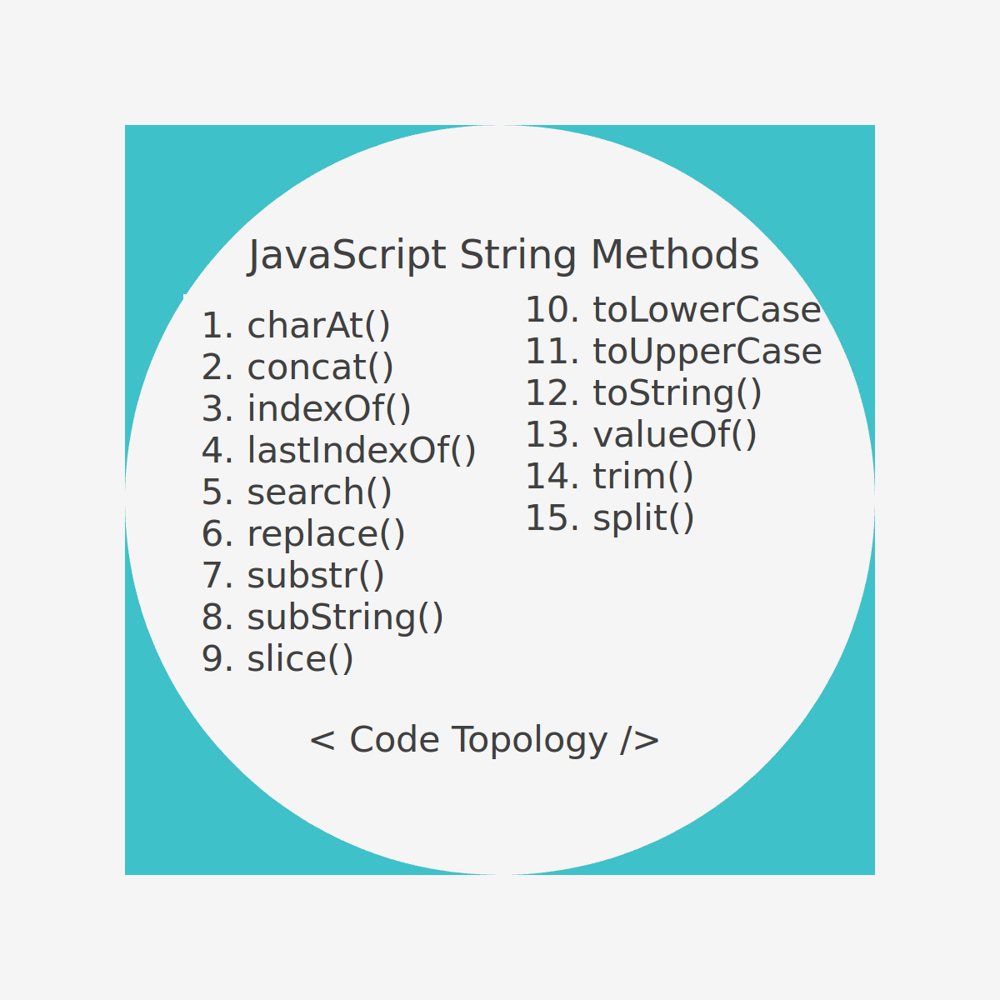 JavaScript String Methods
1. charAt()
2. concat()
3. indexOf()
4. lastIndexOf()
5. search()
6. replace()
7. substr()
8. subString()
9. slice()
10. toLowerCase
11. toUpperCase
12. toString()
13. valueOf()
14. trim()
15. split()
< Code Topology />